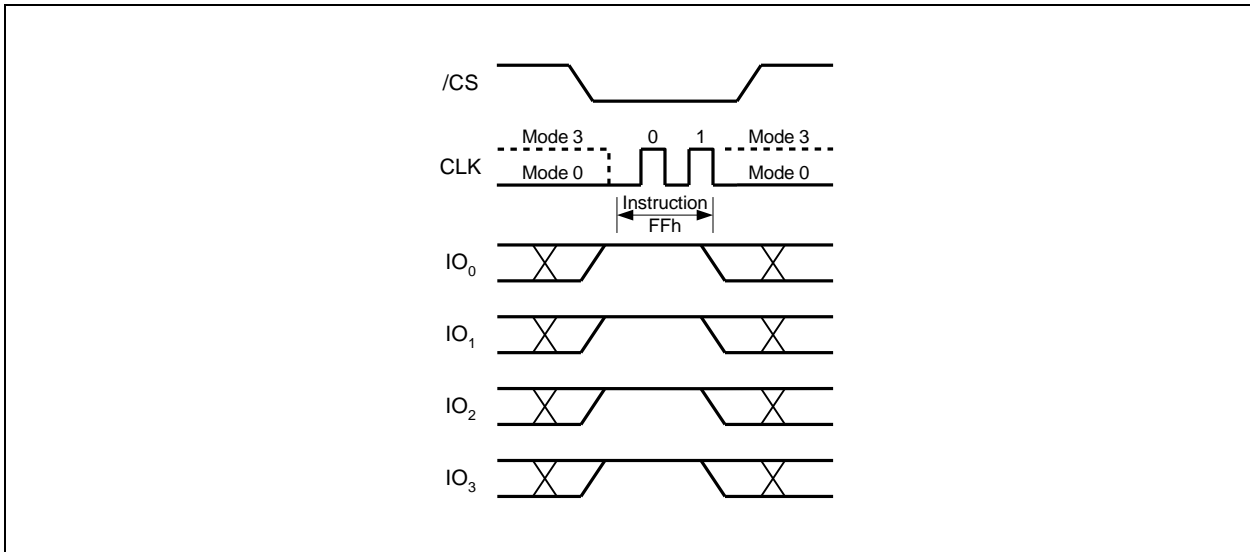 /CS
Mode 3 0 1 Mode 3
CLK
Mode 0 Mode 0
Instruction
FFh
IO0
IO1
IO2
IO3